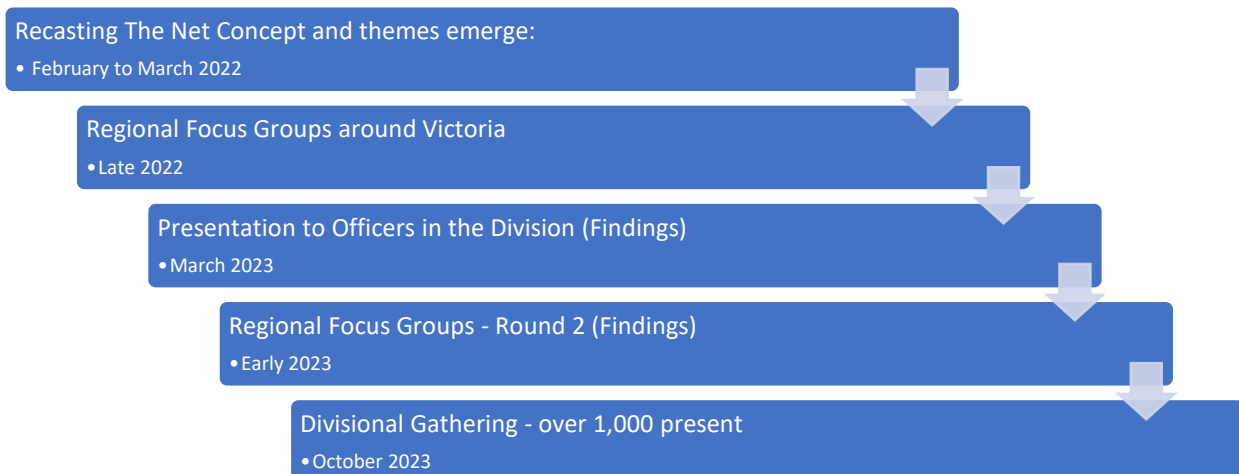 Recasting The Net Concept and themes emerge:
• February to March 2022
Regional Focus Groups around Victoria
•Late 2022
Presentation to Officers in the Division (Findings)
•March 2023
Regional Focus Groups - Round 2 (Findings)
•Early 2023
Divisional Gathering - over 1,000 present
•October 2023